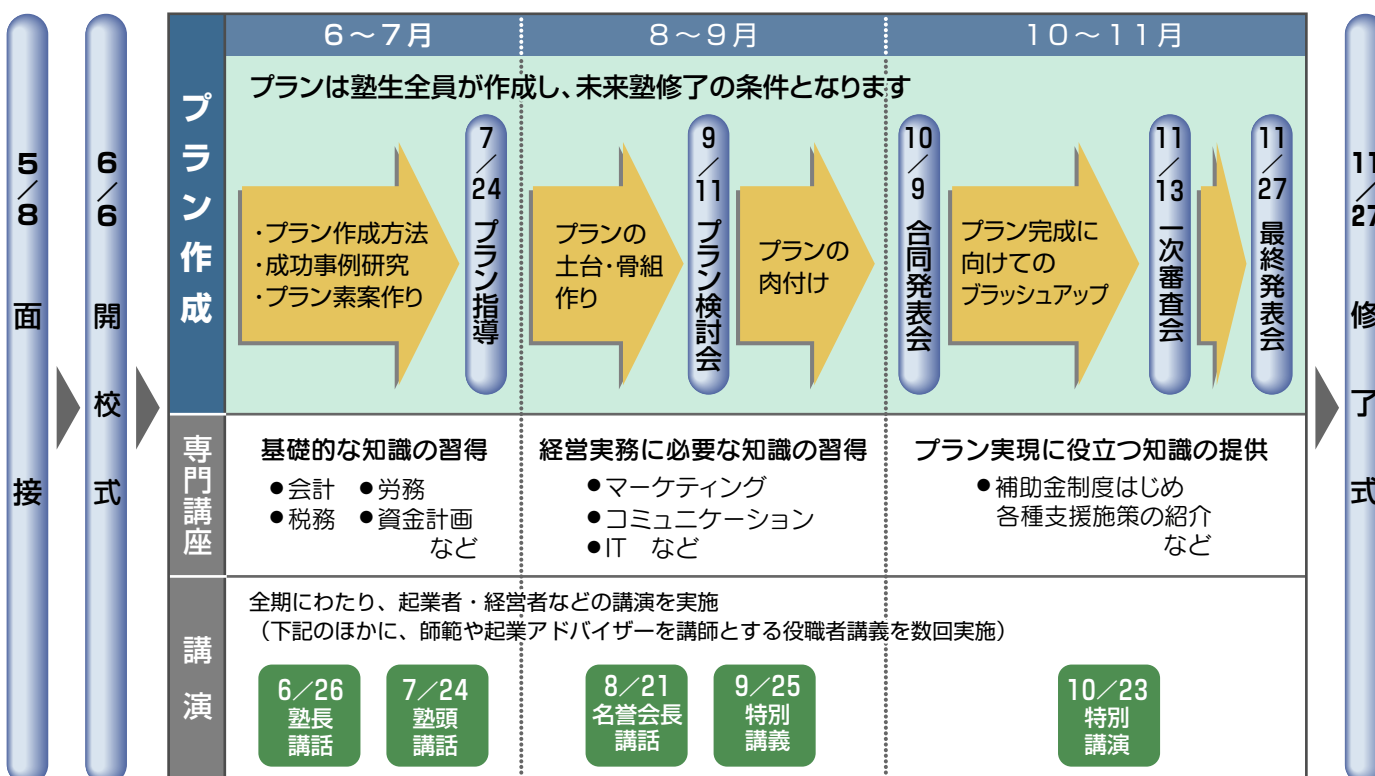 5/8 面接
6/6 開校式
6～7月
8～9月
10～11月
プラン作成
プランは塾生全員が作成し、未来塾修了の条件となります
・プラン作成方法
・成功事例研究
・プラン素案作り
7/24 プラン指導
プランの
土台・骨組
作り
9/11 プラン検討会
プランの
肉付け
10/9 合同発表会
プラン完成に
向けての
ブラッシュアップ
11/13 一次審査会
11/27 最終発表会
専門講座
基礎的な知識の習得
●会計 ●労務
●税務 ●資金計画
など
経営実務に必要な知識の習得
●マーケティング
●コミュニケーション
●IT など
プラン実現に役立つ知識の提供
●補助金制度はじめ
各種支援施策の紹介
など
講演
全期にわたり、起業者・経営者などの講演を実施
（下記のほかに、師範や起業アドバイザーを講師とする役職者講義を数回実施）
6/26
塾長
講話
7/24
塾頭
講話
8/21
名誉会長
講話
9/25
特別
講義
10/23
特別
講演
11/27 修了式